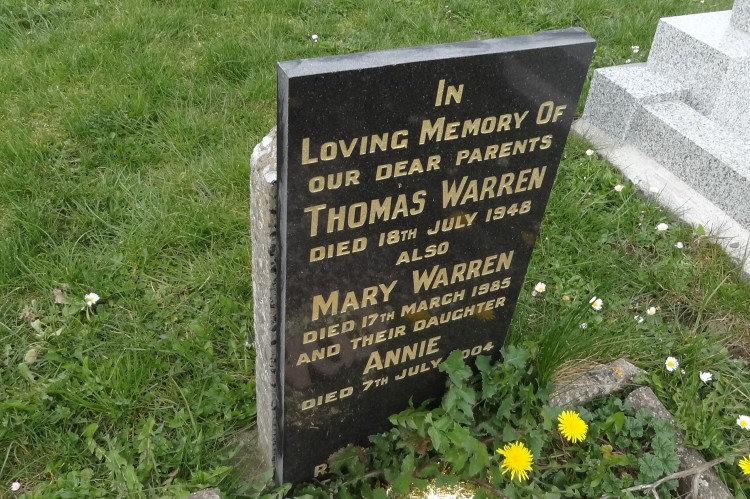 IN
LOVING MEMORY OF
OUR DEAR PARENTS
THOMAS WARREN
DIED 18TH JULY 1948
ALSO
MARY WARREN
DIED 17TH MARCH 1985
AND THEIR DAUGHTER
ANNIE
DIED 7TH JULY